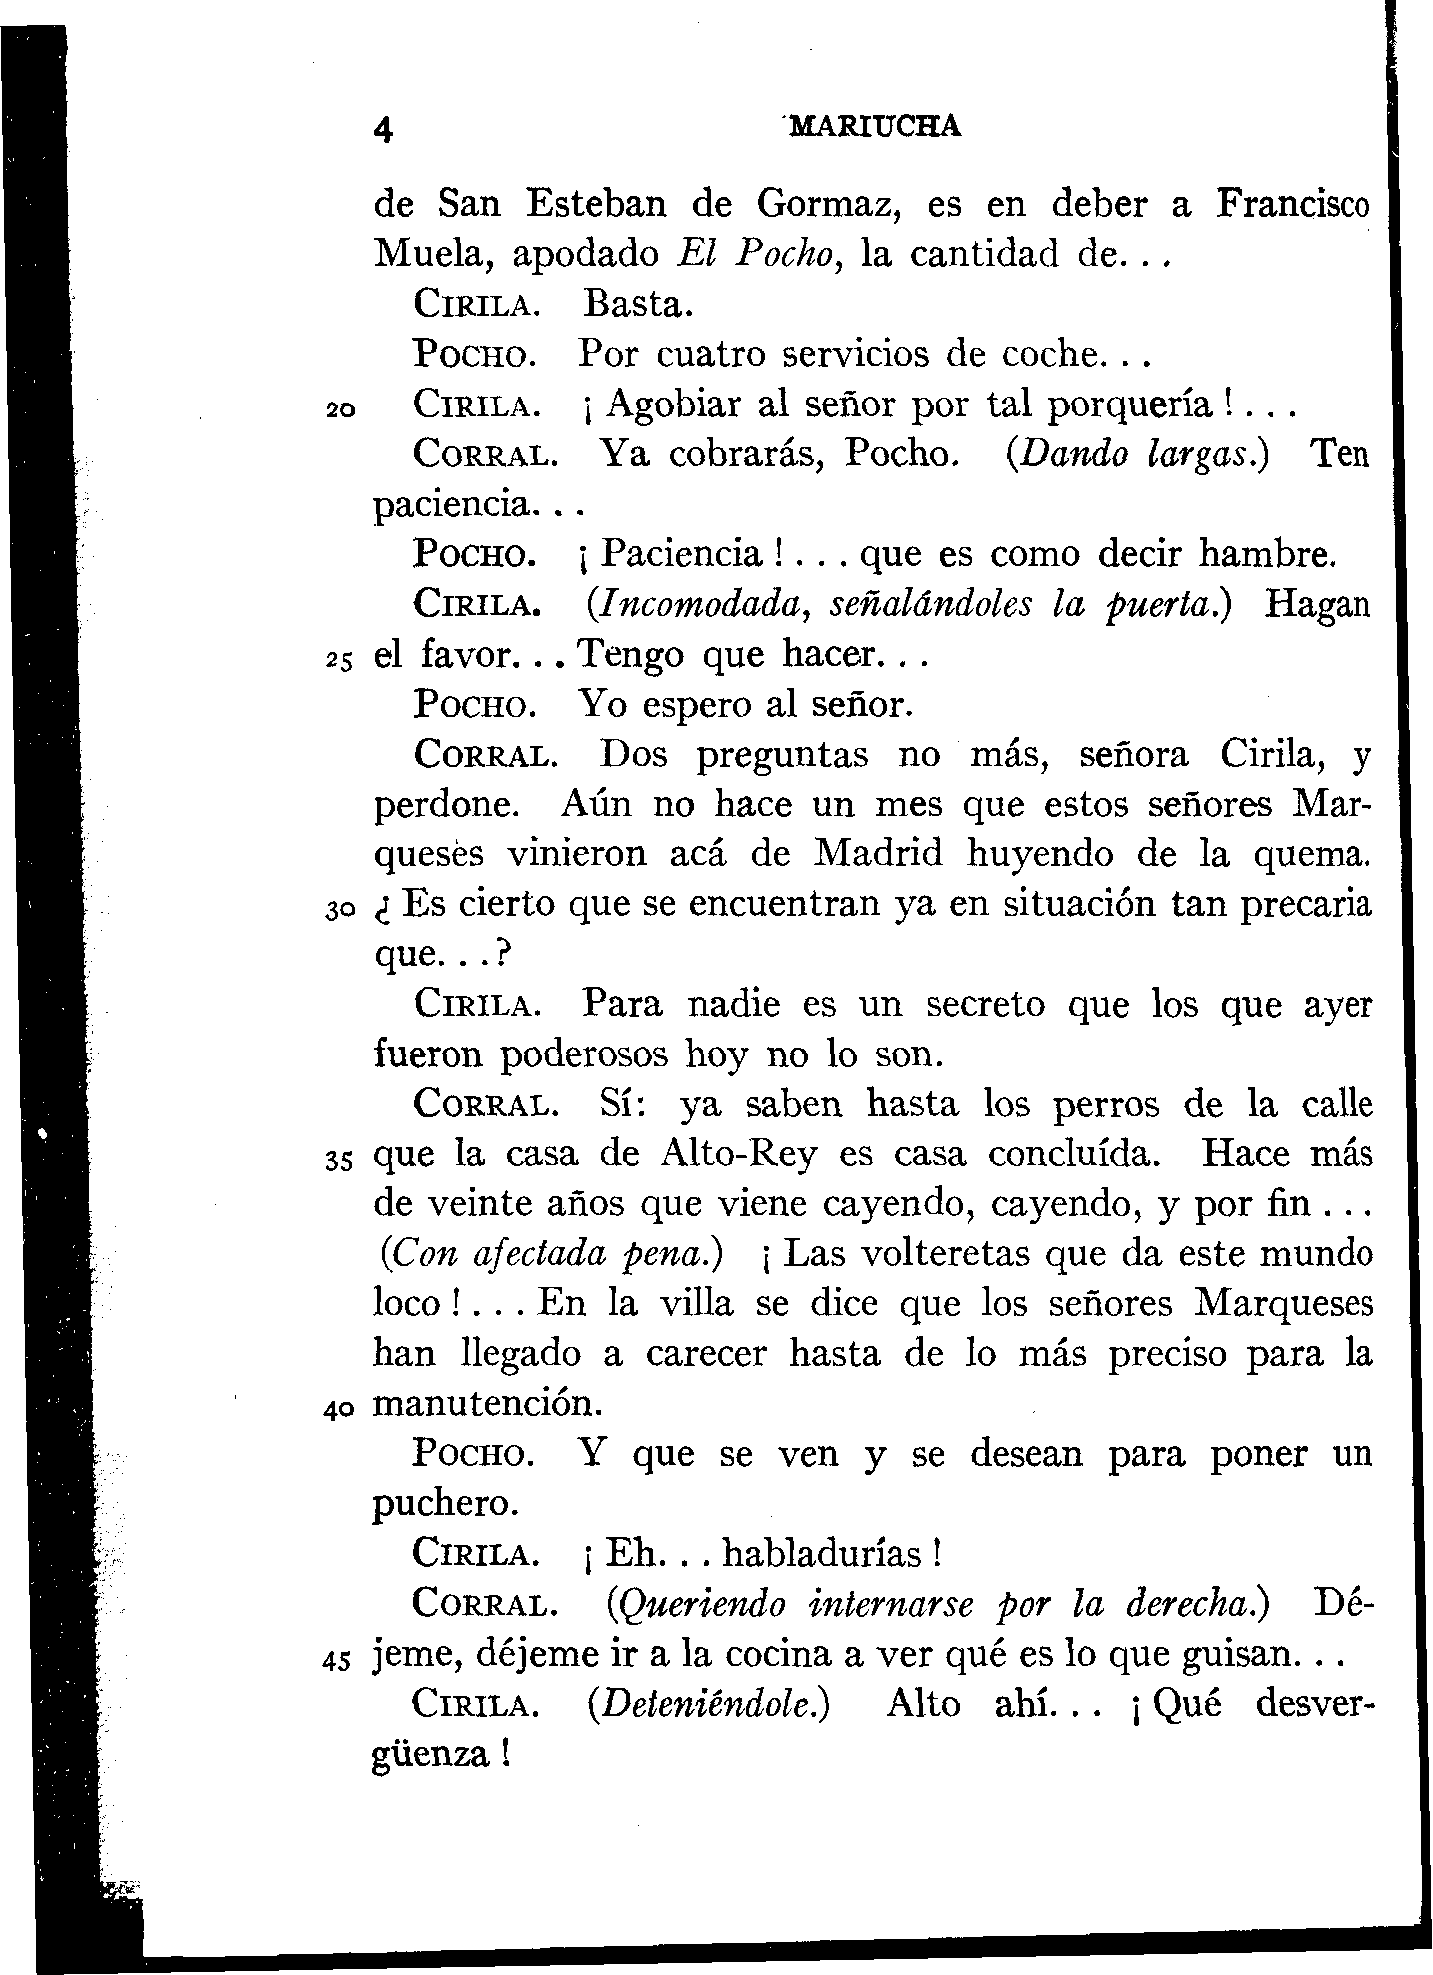 4 MARIUCHA
de San Esteban de Gormaz, es en deber a Francisco
Muela, apodado El Pocho, la cantidad de. . .
CIRILA. Basta.
POCHO. Por cuatro servicios de coche. . .
20 CIRILA. ¡ Agobiar al señor por tal porquería ! . . .
CORRAL. Ya cobrarás, Pocho. (Dando largas.) Ten
paciencia. . .
POCHO. ¡ Paciencia ! . . . que es como decir hambre.
CIRILA. (Incomodada, señalándoles la puerta.) Hagan
25 el favor. . . Tengo que hacer. . .
POCHO. Yo espero al señor.
CORRAL. Dos preguntas no más, señora Cirila, y
perdone. Aún no hace un mes que estos señores Mar-
queses vinieron acá de Madrid huyendo de la quema.
30 ¿ Es cierto que se encuentran ya en situación tan precaria
que. . . ?
CIRILA. Para nadie es un secreto que los que ayer
fueron poderosos hoy no lo son.
CORRAL. Sí: ya saben hasta los perros de la calle
35 que la casa de Alto-Rey es casa concluída. Hace más
de veinte años que viene cayendo, cayendo, y por fin . . .
(Con afectada pena.) ¡ Las volteretas que da este mundo
loco ! . . . En la villa se dice que los señores Marqueses
han llegado a carecer hasta de lo más preciso para la
40 manutención.
POCHO. Y que se ven y se desean para poner un
puchero.
CIRILA. ¡ Eh. . . habladurías !
CORRAL. (Queriendo internarse por la derecha.) Dé-
45 jeme, déjeme ir a la cocina a ver qué es lo que guisan. . .
CIRILA. (Deteniéndole.) Alto ahí. . . ¡ Qué desver-
güenza !